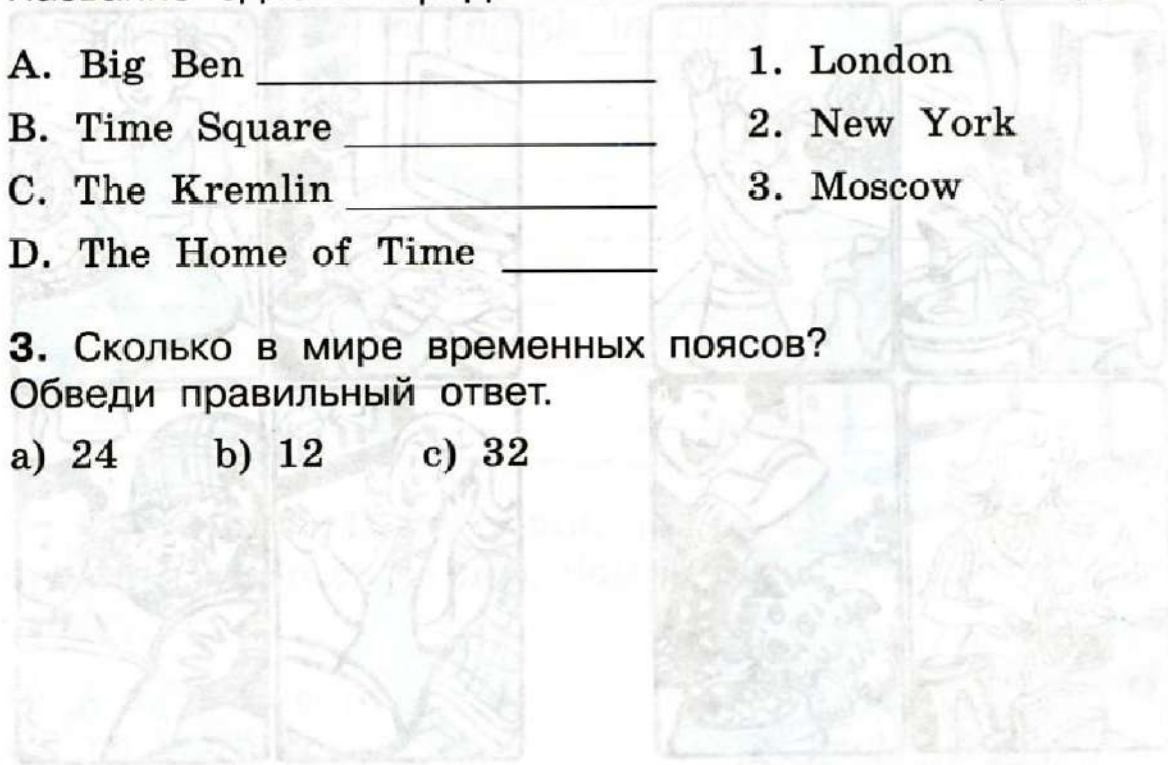 A. Big Ben
B. Time Square
C. The Kremlin
D. The Home of Time
1. London
2. New York
3. Moscow
3. Сколько в мире временных поясов?
Обведи правильный ответ.
a) 24 b) 12 c) 32